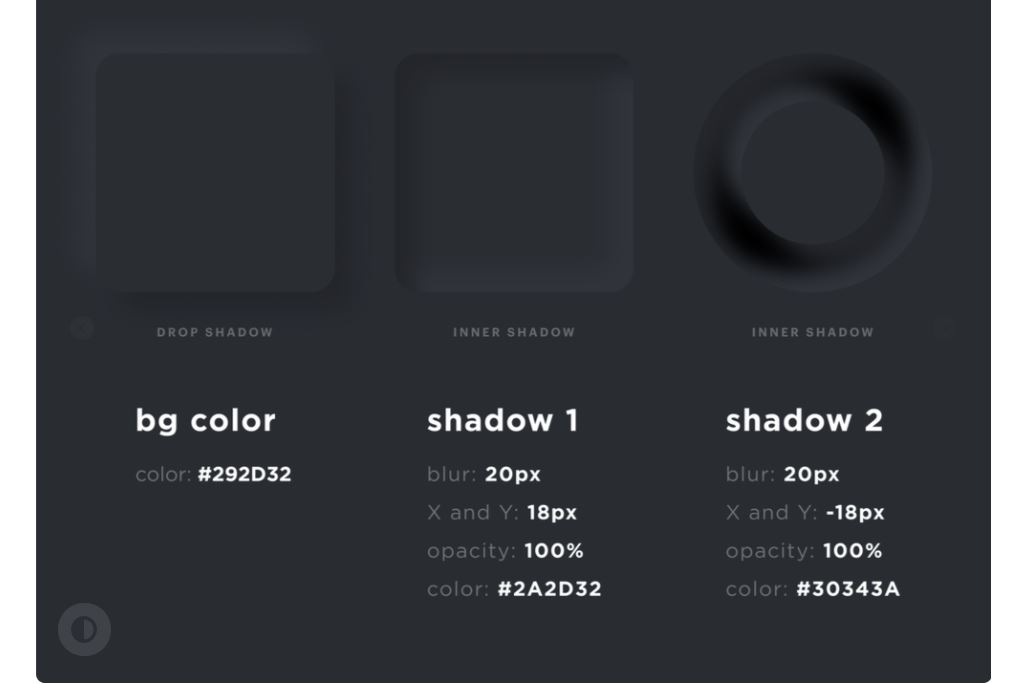 DROP SHADOW
INNER SHADOW
INNER SHADOW
bg color
color: #292D32
shadow 1
blur: 20px
X and Y: 18px
opacity: 100%
color: #2A2D32
shadow 2
blur: 20px
X and Y: -18px
opacity: 100%
color: #30343A